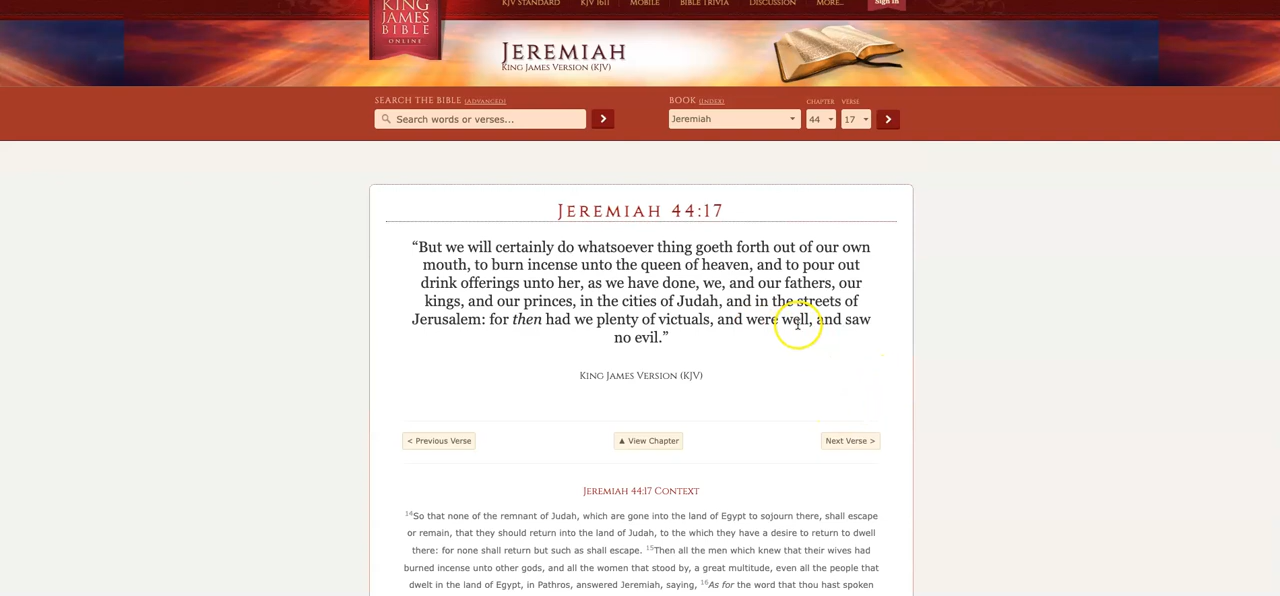 KING
JAMES
BIBLE
ONLINE
KJV STANDARD KJV 1611 MOBILE BIBLE TRIVIA DISCUSSION MORE... Sign in
JEREMIAH
KING JAMES VERSION (KJV)
SEARCH THE BIBLE (ADVANCED)
Search words or verses...
BOOK (INDEX) CHAPTER VERSE
Jeremiah 44 17
JEREMIAH 44:17
“But we will certainly do whatsoever thing goeth forth out of our own
mouth, to burn incense unto the queen of heaven, and to pour out
drink offerings unto her, as we have done, we, and our fathers, our
kings, and our princes, in the cities of Judah, and in the streets of
Jerusalem: for then had we plenty of victuals, and were well, and saw
no evil.”
KING JAMES VERSION (KJV)
< Previous Verse ▲ View Chapter Next Verse >
JEREMIAH 44:17 CONTEXT
14So that none of the remnant of Judah, which are gone into the land of Egypt to sojourn there, shall escape
or remain, that they should return into the land of Judah, to the which they have a desire to return to dwell
there: for none shall return but such as shall escape. 15Then all the men which knew that their wives had
burned incense unto other gods, and all the women that stood by, a great multitude, even all the people that
dwelt in the land of Egypt, in Pathros, answered Jeremiah, saying, 16As for the word that thou hast spoken